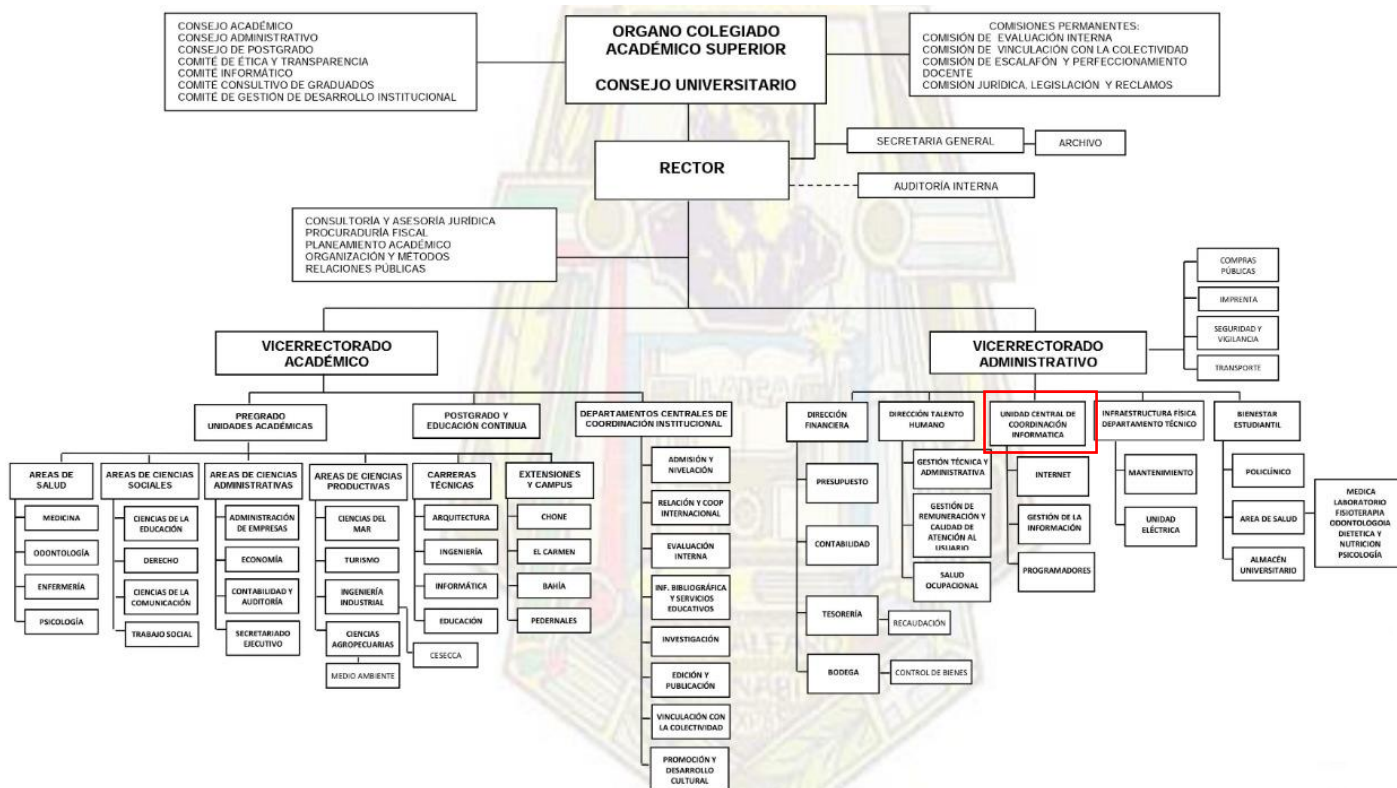 CONSEJO ACADÉMICO
CONSEJO ADMINISTRATIVO
CONSEJO DE POSTGRADO
COMITÉ DE ÉTICA Y TRANSPARENCIA
COMITÉ INFORMÁTICO
COMITÉ CONSULTIVO DE GRADUADOS
COMITÉ DE GESTIÓN DE DESARROLLO INSTITUCIONAL
ORGANO COLEGIADO
ACADÉMICO SUPERIOR
CONSEJO UNIVERSITARIO
COMISIONES PERMANENTES:
COMISIÓN DE EVALUACIÓN INTERNA
COMISIÓN DE VINCULACIÓN CON LA COLECTIVIDAD
COMISIÓN DE ESCALAFÓN Y PERFECCIONAMIENTO
DOCENTE
COMISIÓN JURÍDICA, LEGISLACIÓN Y RECLAMOS
SECRETARIA GENERAL
ARCHIVO
RECTOR
AUDITORÍA INTERNA
CONSULTORÍA Y ASESORÍA JURÍDICA
PROCURADURÍA FISCAL
PLANEAMIENTO ACADÉMICO
ORGANIZACIÓN Y MÉTODOS
RELACIONES PÚBLICAS
COMPRAS
PÚBLICAS
IMPRENTA
SEGURIDAD Y
VIGILANCIA
TRANSPORTE
VICERRECTORADO
ACADÉMICO
VICERRECTORADO
ADMINISTRATIVO
PREGRADO
UNIDADES ACADÉMICAS
POSTGRADO Y
EDUCACIÓN CONTINUA
DEPARTAMENTOS CENTRALES DE
COORDINACIÓN INSTITUCIONAL
DIRECCIÓN
FINANCIERA
DIRECCIÓN TALENTO
HUMANO
UNIDAD CENTRAL DE
COORDINACIÓN
INFORMATICA
INFRAESTRUCTURA FÍSICA
DEPARTAMENTO TÉCNICO
BIENESTAR
ESTUDIANTIL
AREAS DE
SALUD
MEDICINA
ODONTOLOGÍA
ENFERMERÍA
PSICOLOGÍA
AREAS DE CIENCIAS
SOCIALES
CIENCIAS DE LA
EDUCACIÓN
DERECHO
CIENCIAS DE LA
COMUNICACIÓN
TRABAJO SOCIAL
AREAS DE CIENCIAS
ADMINISTRATIVAS
ADMINISTRACIÓN
DE EMPRESAS
ECONOMÍA
CONTABILIDAD Y
AUDITORÍA
SECRETARIADO
EJECUTIVO
AREAS DE CIENCIAS
PRODUCTIVAS
CIENCIAS DEL
MAR
TURISMO
INGENIERÍA
INDUSTRIAL
CIENCIAS
AGROPECUARIAS
MEDIO AMBIENTE
CESECCA
CARRERAS
TÉCNICAS
ARQUITECTURA
INGENIERÍA
INFORMÁTICA
EDUCACIÓN
EXTENSIONES
Y CAMPUS
CHONE
EL CARMEN
BAHÍA
PEDERNALES
ADMISIÓN Y
NIVELACIÓN
RELACIÓN Y COOP
INTERNACIONAL
EVALUACIÓN
INTERNA
INF. BIBLIOGRÁFICA
Y SERVICIOS
EDUCATIVOS
INVESTIGACIÓN
EDICIÓN Y
PUBLICACIÓN
VINCULACIÓN CON
LA COLECTIVIDAD
PROMOCIÓN Y
DESARROLLO
CULTURAL
PRESUPUESTO
CONTABILIDAD
TESORERÍA
RECAUDACIÓN
BODEGA
CONTROL DE BIENES
GESTIÓN TÉCNICA Y
ADMINISTRATIVA
GESTIÓN DE
REMUNERACIÓN Y
CALIDAD DE
ATENCIÓN AL
USUARIO
SALUD
OCUPACIONAL
INTERNET
GESTIÓN DE LA
INFORMACIÓN
PROGRAMADORES
MANTENIMIENTO
UNIDAD
ELÉCTRICA
POLICLÍNICO
AREA DE SALUD
ALMACÉN
UNIVERSITARIO
MEDICA
LABORATORIO
FISIOTERAPIA
ODONTOLOGOIA
DIETETICA Y
NUTRICION
PSICOLOGÍA